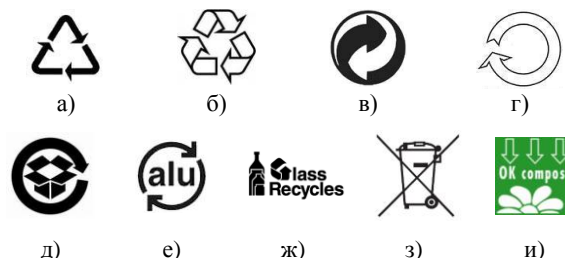 а) б) в) г)
alu
Glass
Recycles
OK compos
д) е) ж) з) и)